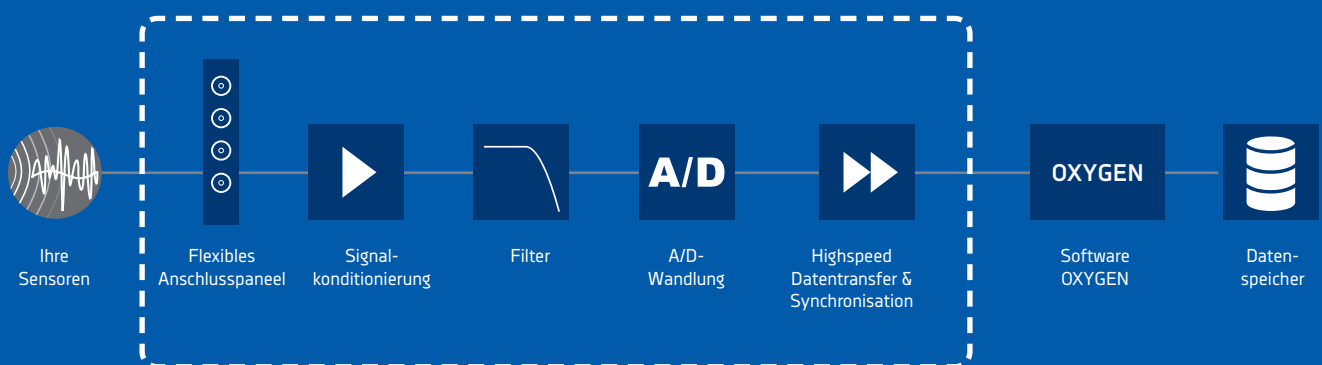 A/D
OXYGEN
Ihre
Sensoren
Flexibles
Anschlusspaneel
Signal-
konditionierung
Filter
A/D-
Wandlung
Highspeed
Datentransfer &
Synchronisation
Software
OXYGEN
Daten-
speicher